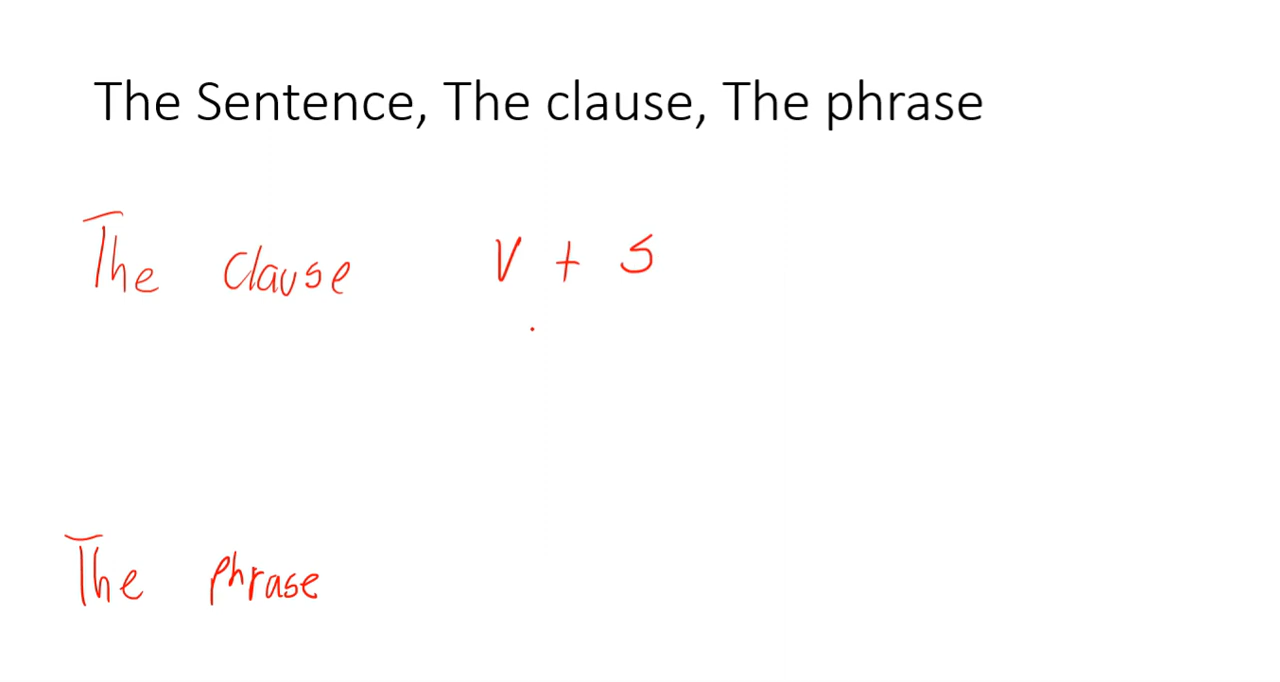 The Sentence, The clause, The phrase
The Clause V + S
The phrase